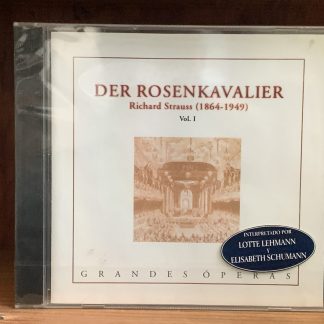 DER ROSENKAVALIER
Richard Strauss (1864-1949)
Vol. I
INTERPRETADO POR
LOTTE LEHMANN
Y
ELISABETH SCHUMANN
GRANDES ÓPERAS